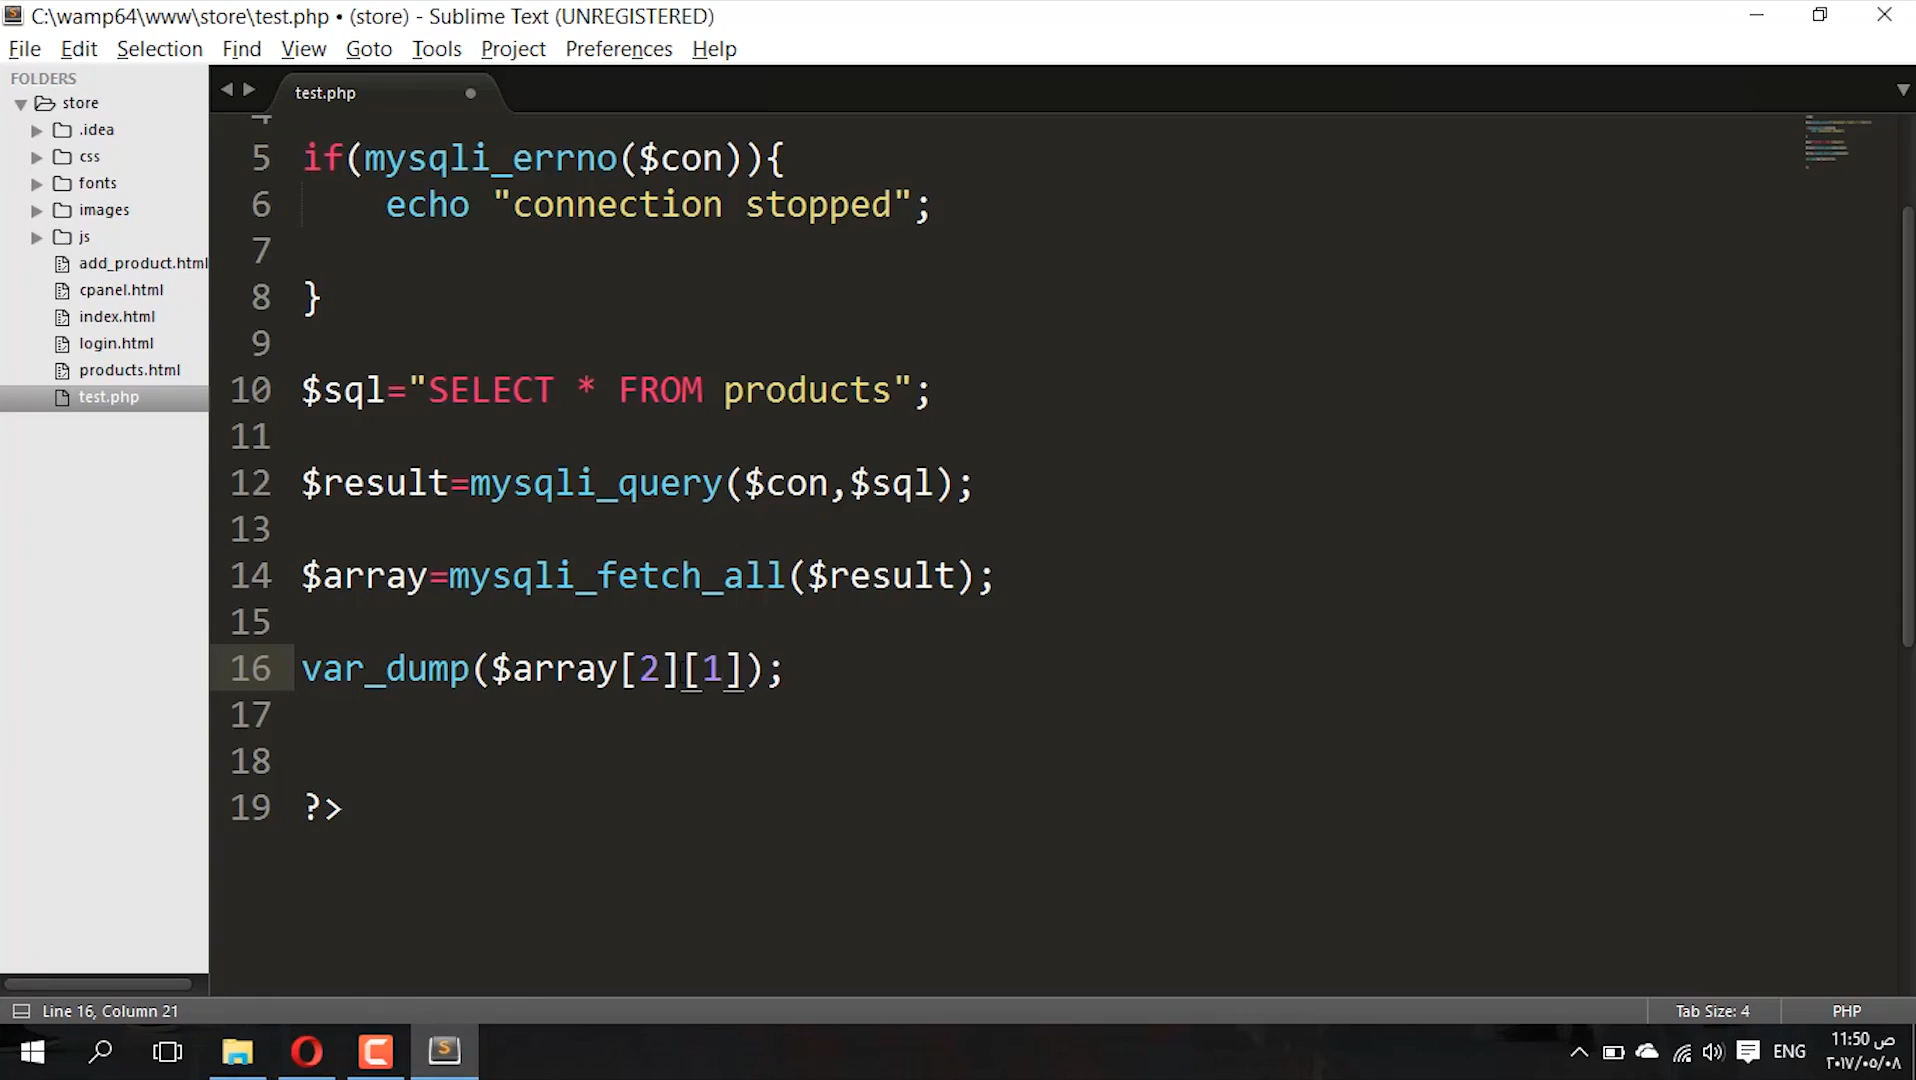 C:\wamp64\www\store\test.php • (store) - Sublime Text (UNREGISTERED)
File Edit Selection Find View Goto Tools Project Preferences Help
FOLDERS
store
.idea
css
fonts
images
js
add_product.html
cpanel.html
index.html
login.html
products.html
test.php
test.php
4
5 if(mysqli_errno($con)){
6 echo "connection stopped";
7
8 }
9
10 $sql="SELECT * FROM products";
11
12 $result=mysqli_query($con,$sql);
13
14 $array=mysqli_fetch_all($result);
15
16 var_dump($array[2][1]);
17
18
19 ?>
Line 16, Column 21
Tab Size: 4
PHP
ENG
11:50 ص
٢٠١٧/٠٥/٠٨